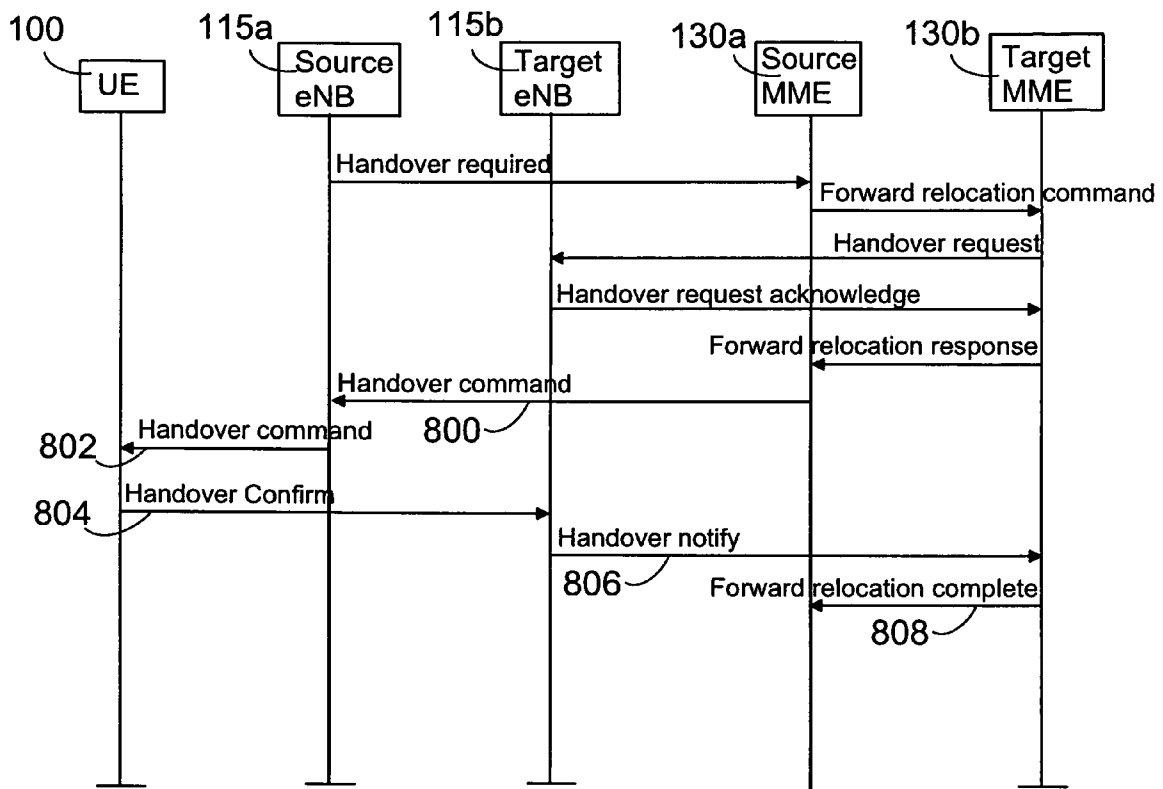 100
115a
115b
130a
130b
UE
Source
eNB
Target
eNB
Source
MME
Target
MME
Handover required
Forward relocation command
Handover request
Handover request acknowledge
Forward relocation response
Handover command
800
Handover command
802
Handover Confirm
804
Handover notify
806
Forward relocation complete
808